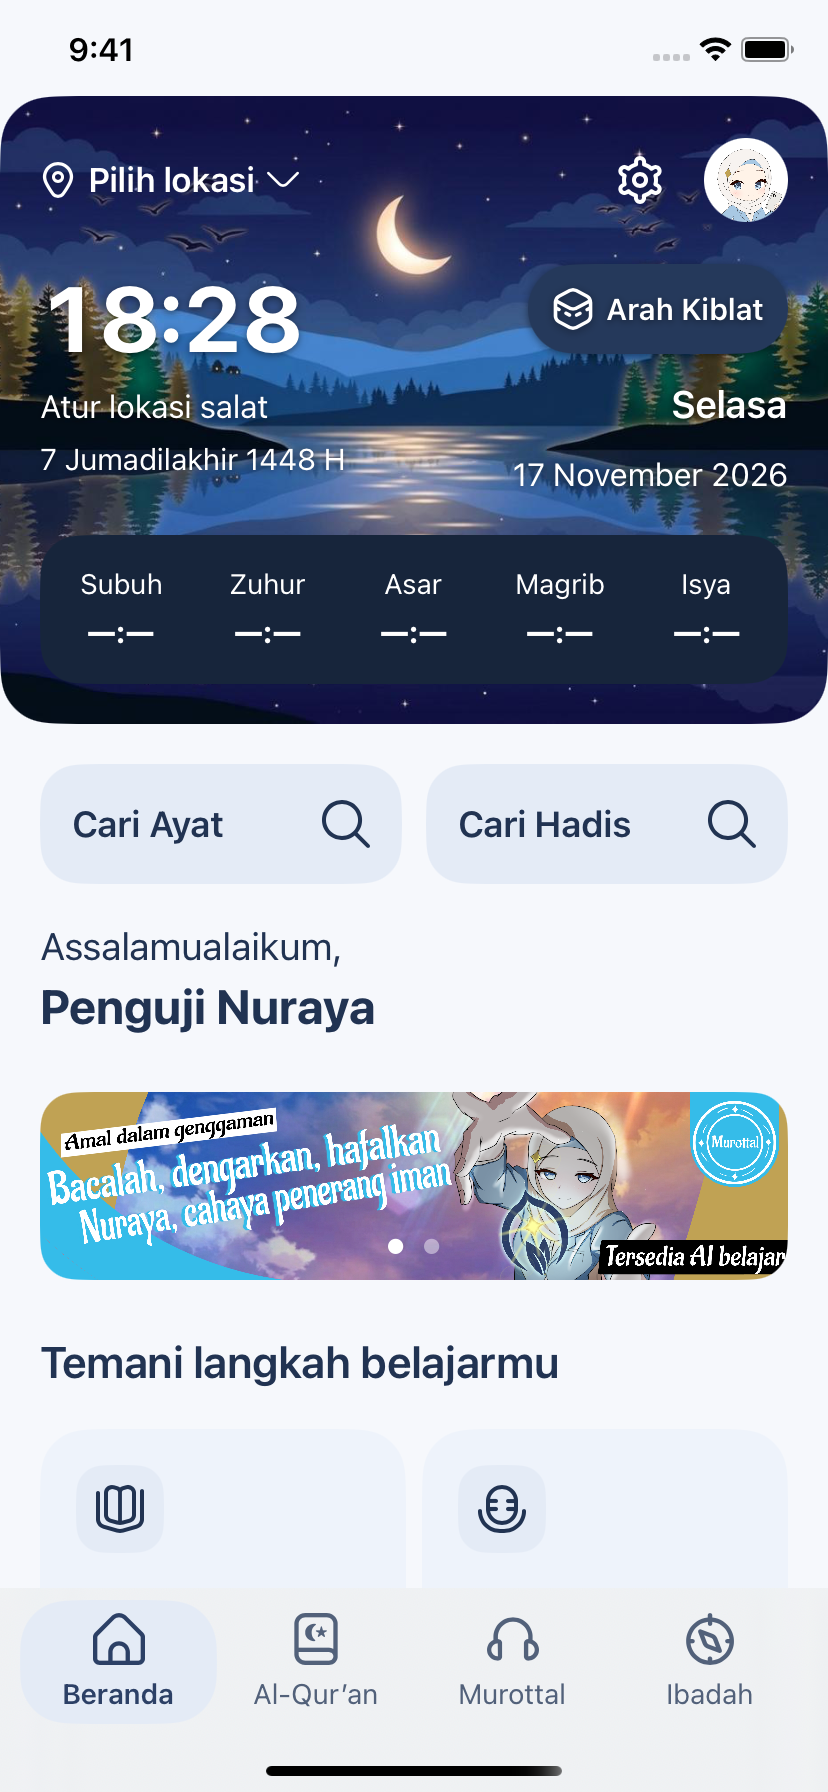 9:41
Pilih lokasi
18:28
Arah Kiblat
Atur lokasi salat
Selasa
7 Jumadilakhir 1448 H
17 November 2026
Subuh Zuhur Asar Magrib Isya
—:— —:— —:— —:— —:—
Cari Ayat
Cari Hadis
Assalamualaikum,
Penguji Nuraya
Amal dalam genggaman
Bacalah, dengarkan, hafalkan
Nuraya, cahaya penerang iman
Murottal
Tersedia AI belajar
Temani langkah belajarmu
Beranda Al-Qur’an Murottal Ibadah